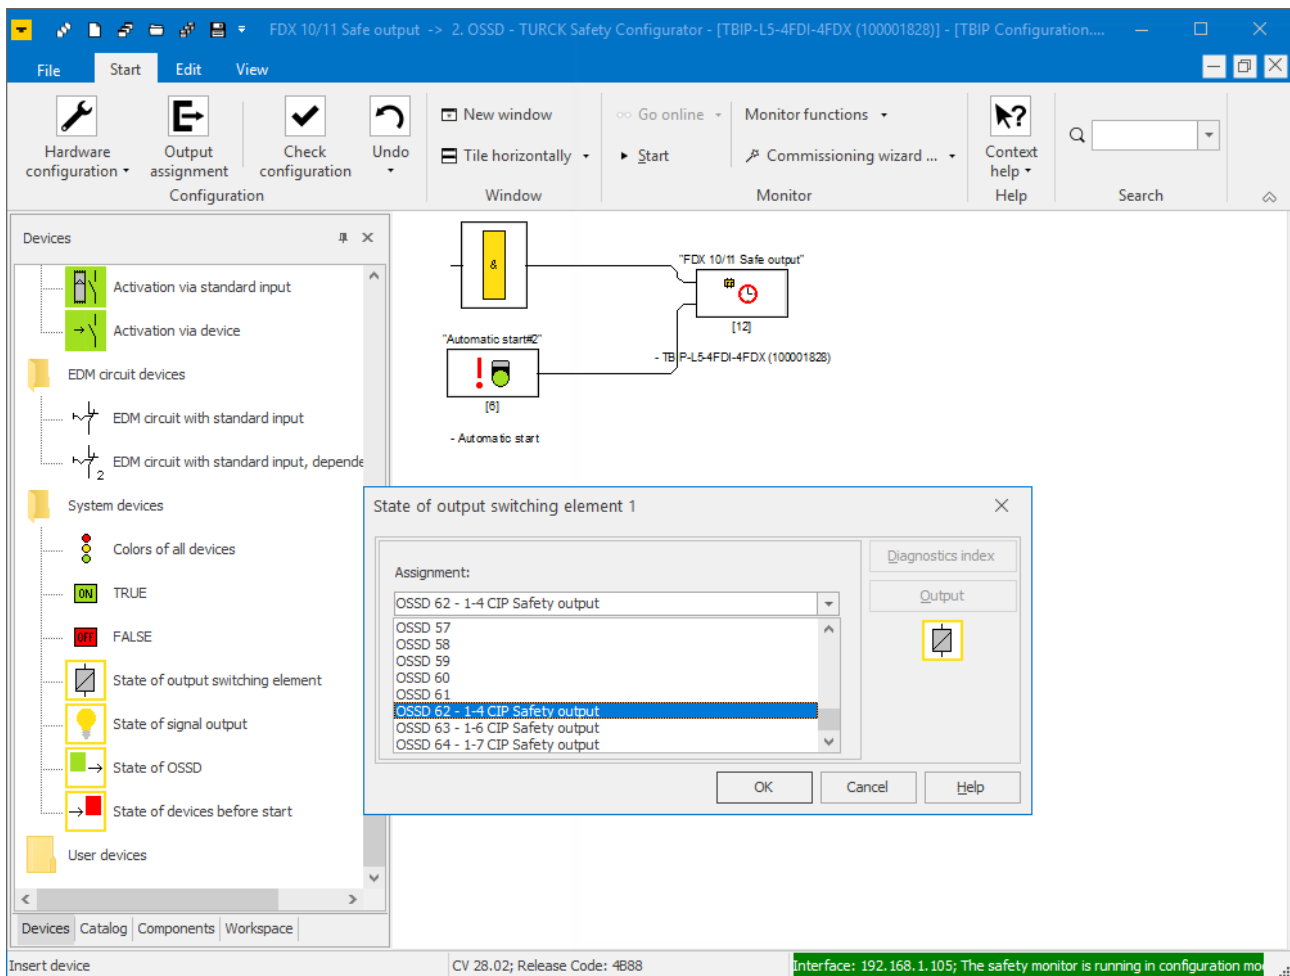 FDX 10/11 Safe output -> 2. OSSD - TURCK Safety Configurator - [TBIP-L5-4FDI-4FDX (100001828)] - [TBIP Configuration....
File Start Edit View
Hardware configuration
Output assignment
Check configuration
Undo
Configuration
New window
Tile horizontally
Window
Go online
Start
Monitor functions
Commissioning wizard ...
Monitor
Context help
Help
Search
Devices
Activation via standard input
Activation via device
EDM circuit devices
EDM circuit with standard input
2
EDM circuit with standard input, depende
System devices
Colors of all devices
ON
TRUE
OFF
FALSE
State of output switching element
State of signal output
State of OSSD
State of devices before start
User devices
Devices Catalog Components Workspace
&
"FDX 10/11 Safe output"
[12]
- TBIP-L5-4FDI-4FDX (100001828)
"Automatic start#2"
[6]
- Automatic start
State of output switching element 1
Assignment:
OSSD 62 - 1-4 CIP Safety output
OSSD 57
OSSD 58
OSSD 59
OSSD 60
OSSD 61
OSSD 62 - 1-4 CIP Safety output
OSSD 63 - 1-6 CIP Safety output
OSSD 64 - 1-7 CIP Safety output
Diagnostics index
Output
OK
Cancel
Help
Insert device
CV 28.02; Release Code: 4B88
Interface: 192.168.1.105; The safety monitor is running in configuration mo